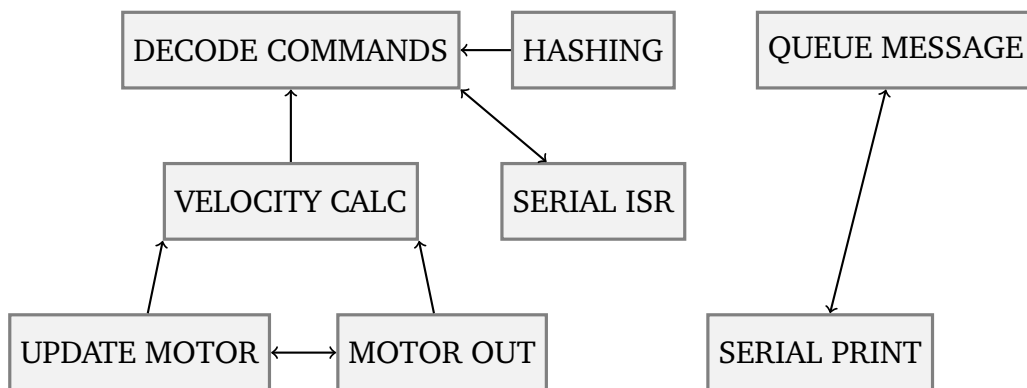 DECODE COMMANDS
HASHING
QUEUE MESSAGE
VELOCITY CALC
SERIAL ISR
UPDATE MOTOR
MOTOR OUT
SERIAL PRINT